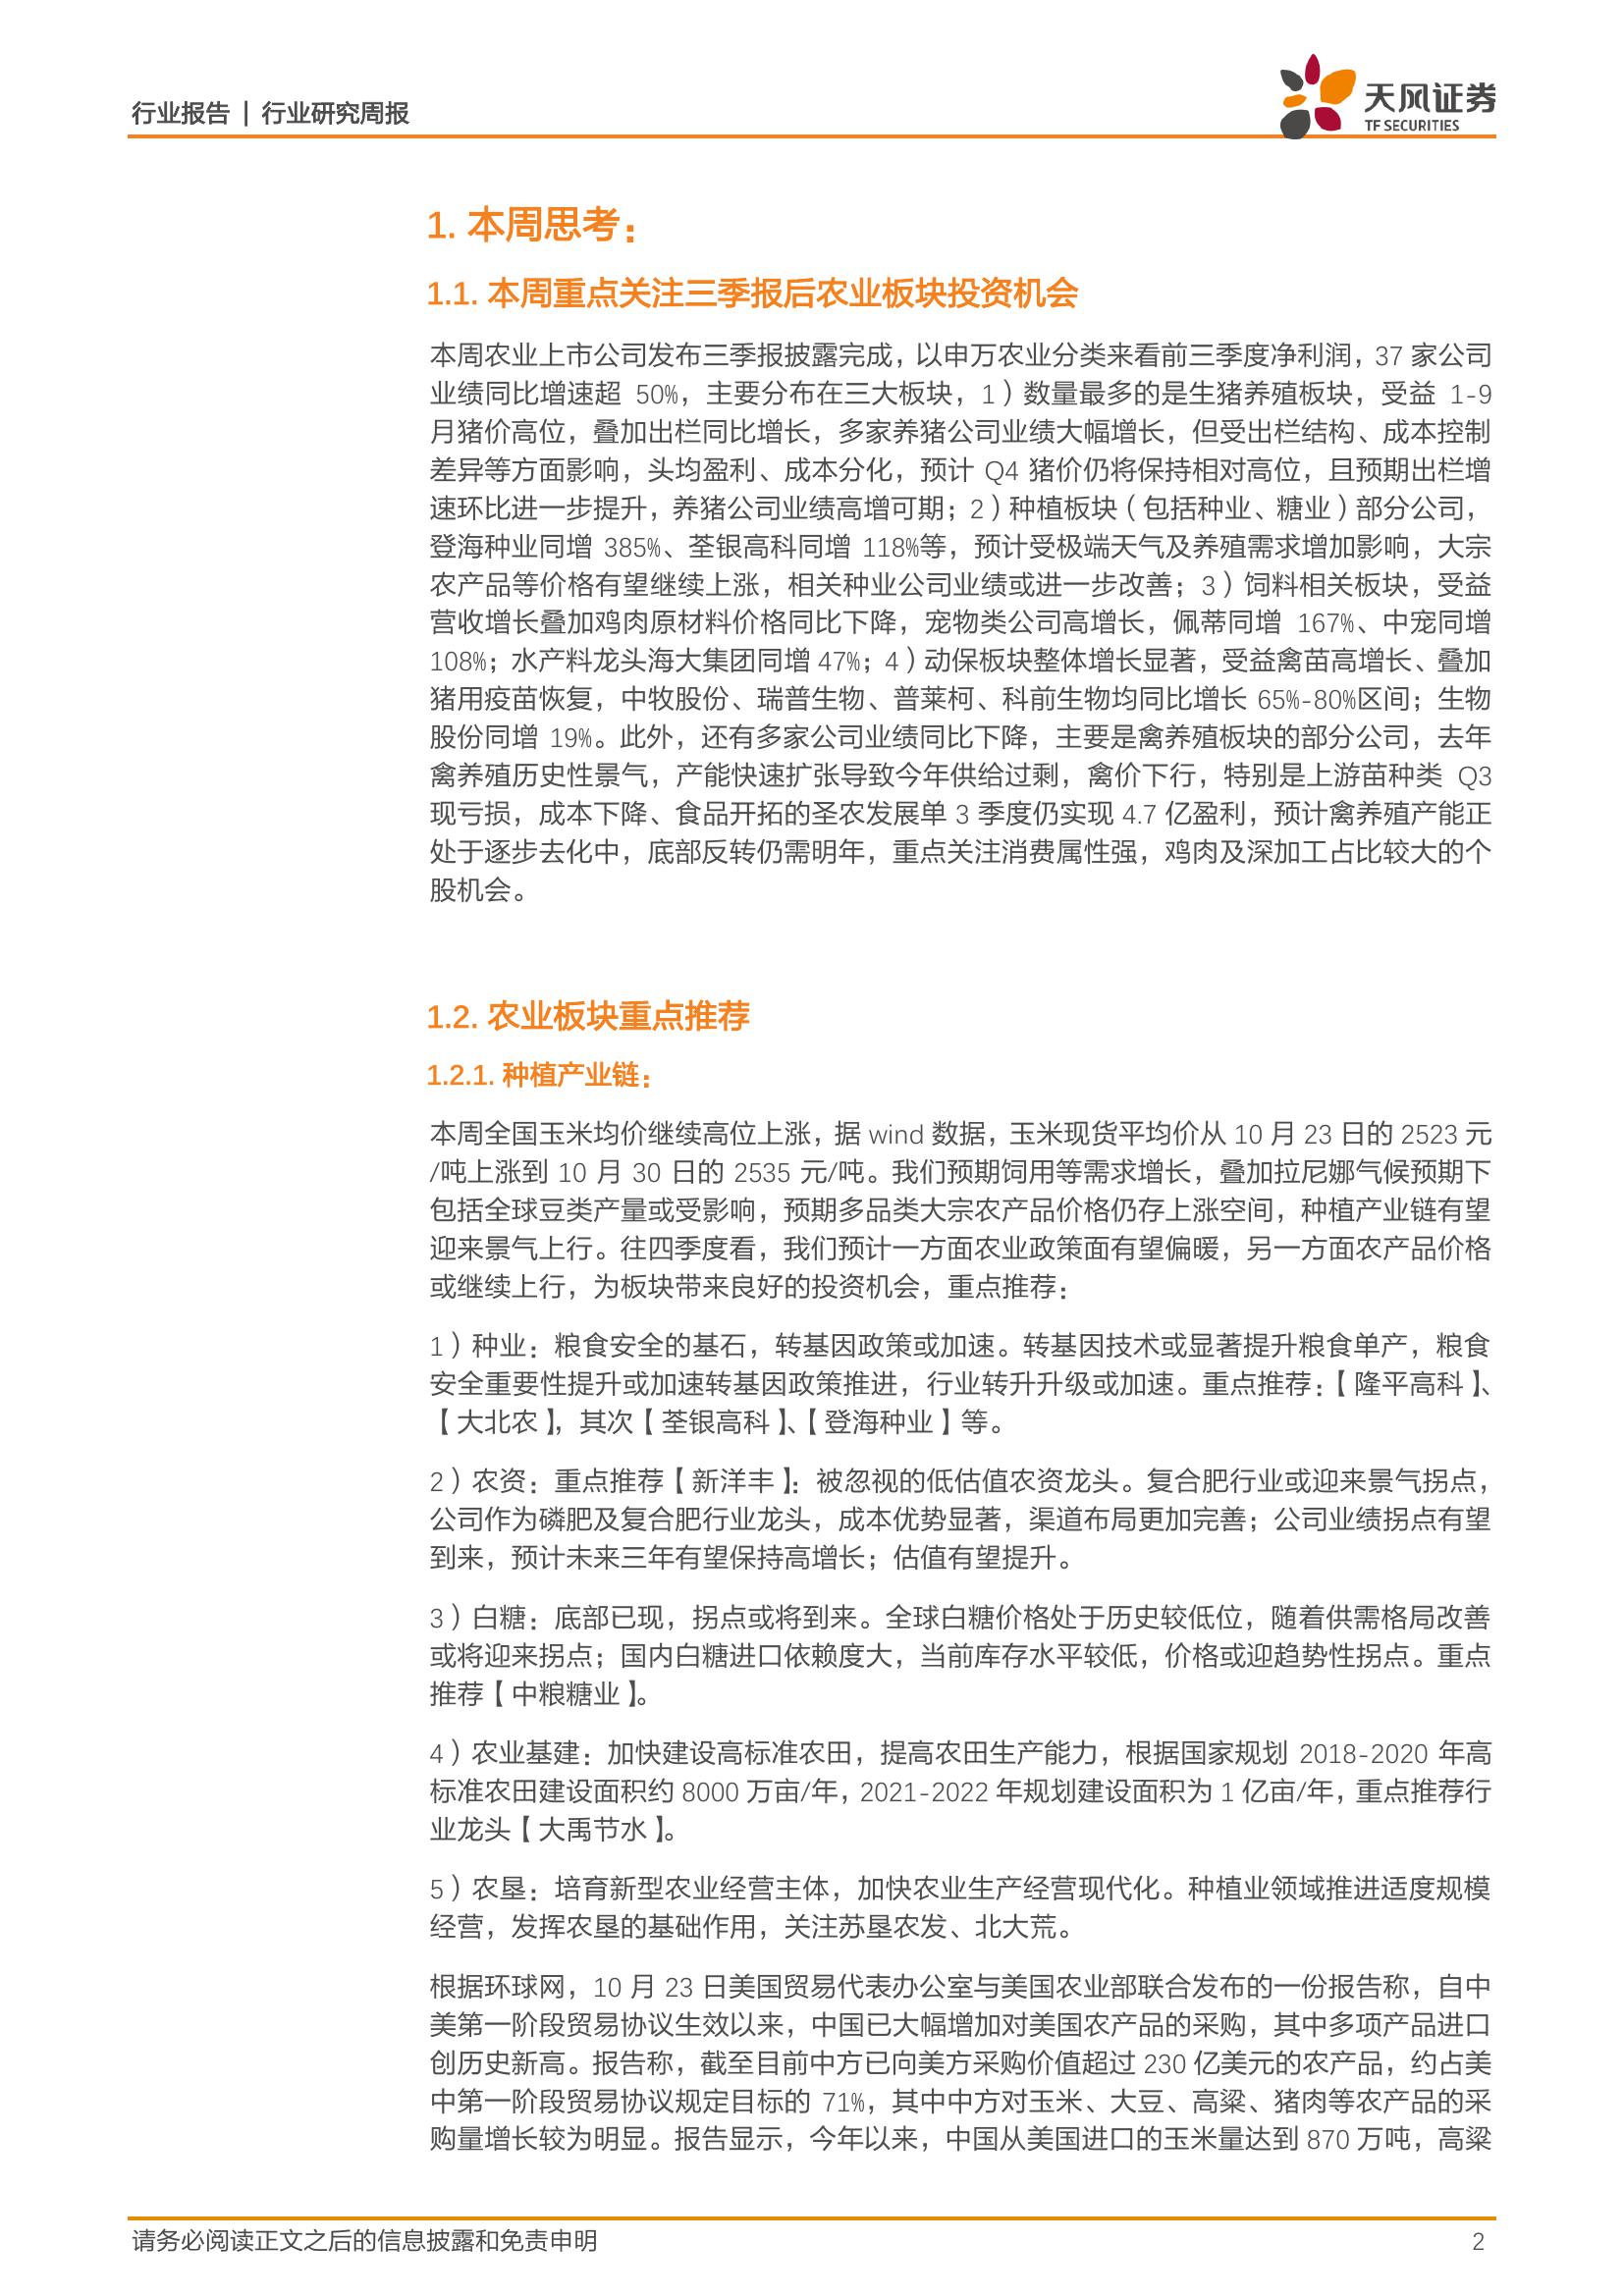 行业报告 | 行业研究周报
天风证券
TF SECURITIES
1. 本周思考：
1.1. 本周重点关注三季报后农业板块投资机会
本周农业上市公司发布三季报披露完成，以申万农业分类来看前三季度净利润，37 家公司
业绩同比增速超 50%，主要分布在三大板块，1）数量最多的是生猪养殖板块，受益 1-9
月猪价高位，叠加出栏同比增长，多家养猪公司业绩大幅增长，但受出栏结构、成本控制
差异等方面影响，头均盈利、成本分化，预计 Q4 猪价仍将保持相对高位，且预期出栏增
速环比进一步提升，养猪公司业绩高增可期；2）种植板块（包括种业、糖业）部分公司，
登海种业同增 385%、荃银高科同增 118%等，预计受极端天气及养殖需求增加影响，大宗
农产品等价格有望继续上涨，相关种业公司业绩或进一步改善；3）饲料相关板块，受益
营收增长叠加鸡肉原材料价格同比下降，宠物类公司高增长，佩蒂同增 167%、中宠同增
108%；水产料龙头海大集团同增 47%；4）动保板块整体增长显著，受益禽苗高增长、叠加
猪用疫苗恢复，中牧股份、瑞普生物、普莱柯、科前生物均同比增长 65%-80%区间；生物
股份同增 19%。此外，还有多家公司业绩同比下降，主要是禽养殖板块的部分公司，去年
禽养殖历史性景气，产能快速扩张导致今年供给过剩，禽价下行，特别是上游苗种类 Q3
现亏损，成本下降、食品开拓的圣农发展单 3 季度仍实现 4.7 亿盈利，预计禽养殖产能正
处于逐步去化中，底部反转仍需明年，重点关注消费属性强，鸡肉及深加工占比较大的个
股机会。
1.2. 农业板块重点推荐
1.2.1. 种植产业链：
本周全国玉米均价继续高位上涨，据 wind 数据，玉米现货平均价从 10 月 23 日的 2523 元
/吨上涨到 10 月 30 日的 2535 元/吨。我们预期饲用等需求增长，叠加拉尼娜气候预期下
包括全球豆类产量或受影响，预期多品类大宗农产品价格仍存上涨空间，种植产业链有望
迎来景气上行。往四季度看，我们预计一方面农业政策面有望偏暖，另一方面农产品价格
或继续上行，为板块带来良好的投资机会，重点推荐：
1）种业：粮食安全的基石，转基因政策或加速。转基因技术或显著提升粮食单产，粮食
安全重要性提升或加速转基因政策推进，行业转升升级或加速。重点推荐：【隆平高科】、
【大北农】，其次【荃银高科】、【登海种业】等。
2）农资：重点推荐【新洋丰】：被忽视的低估值农资龙头。复合肥行业或迎来景气拐点，
公司作为磷肥及复合肥行业龙头，成本优势显著，渠道布局更加完善；公司业绩拐点有望
到来，预计未来三年有望保持高增长；估值有望提升。
3）白糖：底部已现，拐点或将到来。全球白糖价格处于历史较低位，随着供需格局改善
或将迎来拐点；国内白糖进口依赖度大，当前库存水平较低，价格或迎趋势性拐点。重点
推荐【中粮糖业】。
4）农业基建：加快建设高标准农田，提高农田生产能力，根据国家规划 2018-2020 年高
标准农田建设面积约 8000 万亩/年，2021-2022 年规划建设面积为 1 亿亩/年，重点推荐行
业龙头【大禹节水】。
5）农垦：培育新型农业经营主体，加快农业生产经营现代化。种植业领域推进适度规模
经营，发挥农垦的基础作用，关注苏垦农发、北大荒。
根据环球网，10 月 23 日美国贸易代表办公室与美国农业部联合发布的一份报告称，自中
美第一阶段贸易协议生效以来，中国已大幅增加对美国农产品的采购，其中多项产品进口
创历史新高。报告称，截至目前中方已向美方采购价值超过 230 亿美元的农产品，约占美
中第一阶段贸易协议规定目标的 71%，其中中方对玉米、大豆、高粱、猪肉等农产品的采
购量增长较为明显。报告显示，今年以来，中国从美国进口的玉米量达到 870 万吨，高粱
请务必阅读正文之后的信息披露和免责申明
2